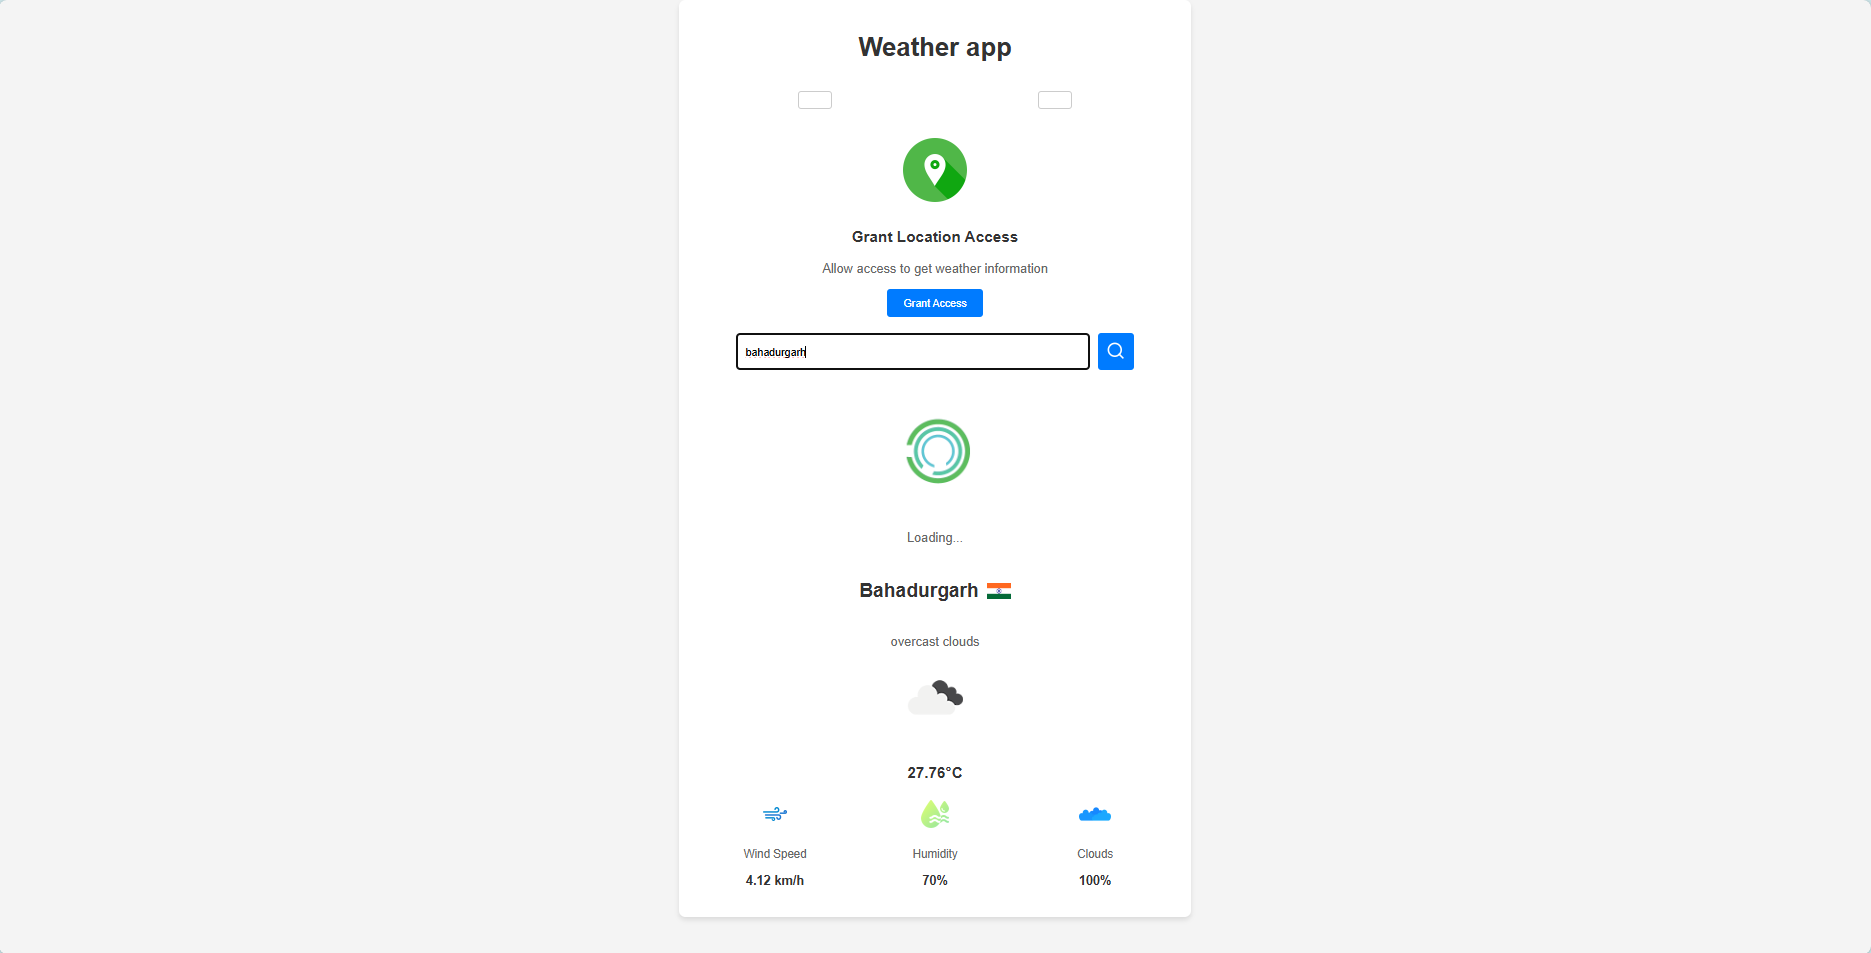 Weather app
Grant Location Access
Allow access to get weather information
Grant Access
bahadurgarh
Loading...
Bahadurgarh
overcast clouds
27.76°C
Wind Speed Humidity Clouds
4.12 km/h 70% 100%